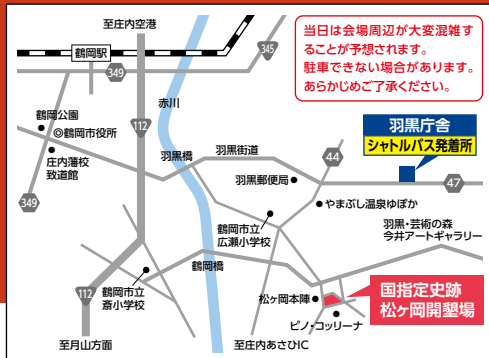 至庄内空港
当日は会場周辺が大変混雑す
ることが予想されます。
駐車できない場合があります。
あらかじめご了承ください。
鶴岡駅
345
349
赤川
鶴岡公園
◎鶴岡市役所
112
庄内藩校
致道館
羽黒橋
羽黒街道
羽黒庁舎
シャトルバス発着所
44
羽黒郵便局
47
349
やまぶし温泉ゆぽか
鶴岡市立
広瀬小学校
羽黒・芸術の森
今井アートギャラリー
鶴岡橋
112
鶴岡市立
斎小学校
松ヶ岡本陣
国指定史跡
松ヶ岡開墾場
ピノ・コッリーナ
至月山方面
至庄内あさひIC